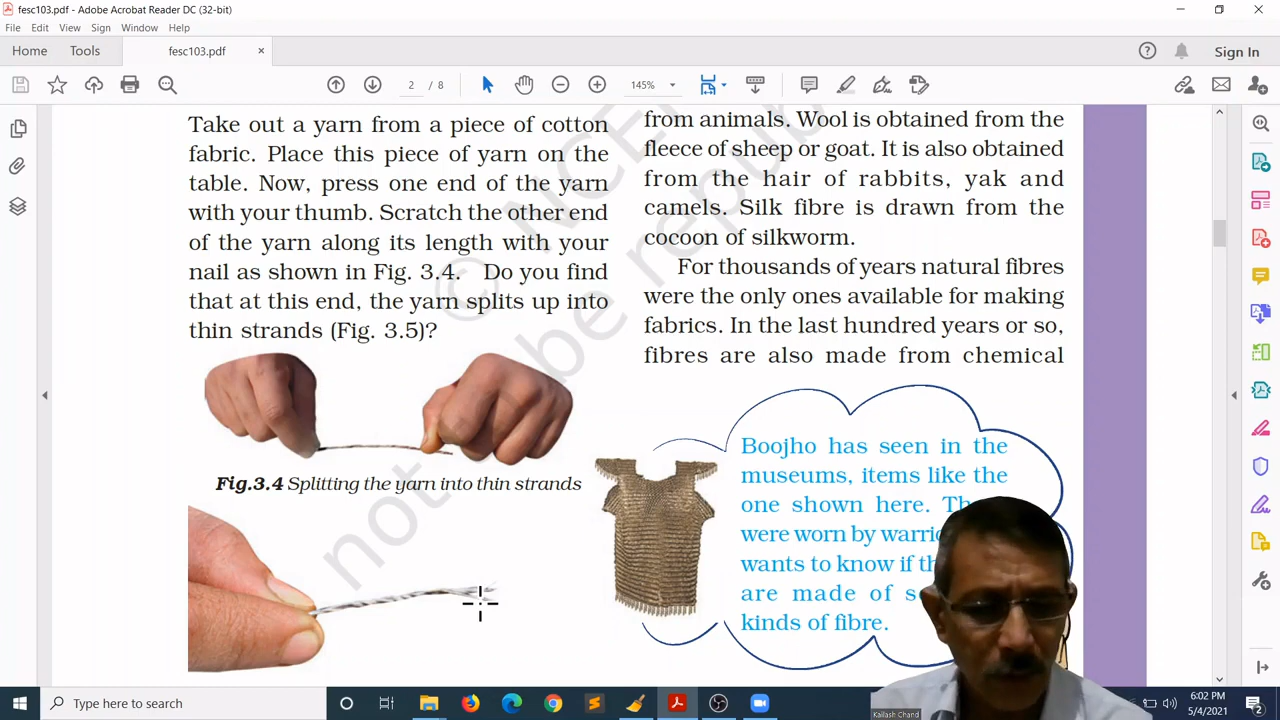 fesc103.pdf - Adobe Acrobat Reader DC (32-bit)
File Edit View Sign Window Help
Home Tools fesc103.pdf × Sign In
2 / 8 145%
Take out a yarn from a piece of cotton
fabric. Place this piece of yarn on the
table. Now, press one end of the yarn
with your thumb. Scratch the other end
of the yarn along its length with your
nail as shown in Fig. 3.4. Do you find
that at this end, the yarn splits up into
thin strands (Fig. 3.5)?
Fig.3.4 Splitting the yarn into thin strands
from animals. Wool is obtained from the
fleece of sheep or goat. It is also obtained
from the hair of rabbits, yak and
camels. Silk fibre is drawn from the
cocoon of silkworm.
For thousands of years natural fibres
were the only ones available for making
fabrics. In the last hundred years or so,
fibres are also made from chemical
Boojho has seen in the
museums, items like the
one shown here.
were worn by
wants to know if
are made of
kinds of fibre.
© NCE
not be repub
Kailash Chand
Type here to search
6:02 PM
5/4/2021
2